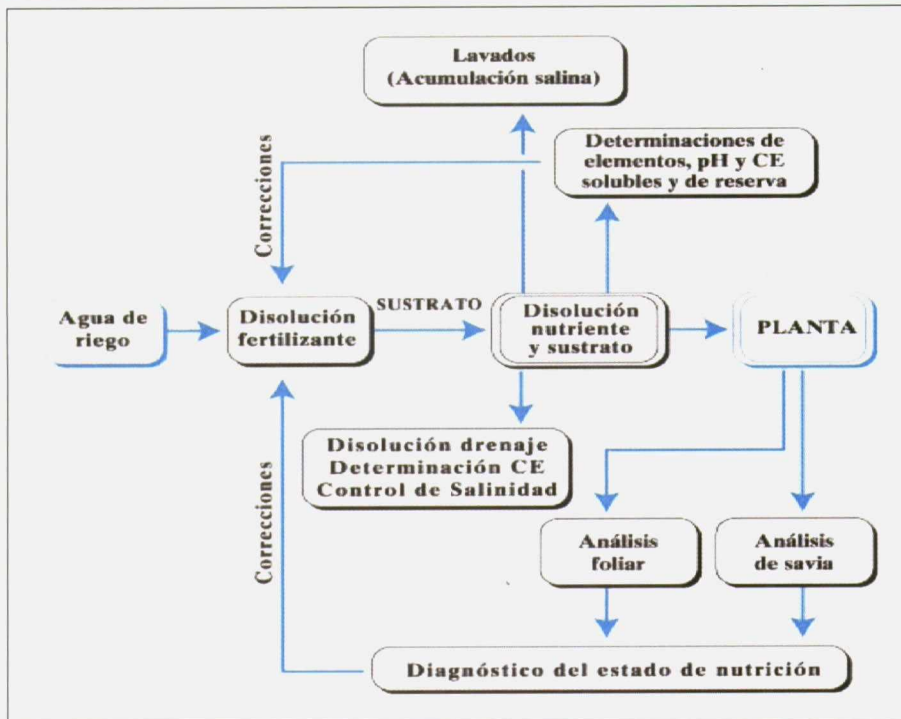 Lavados
(Acumulación salina)
Determinaciones de
elementos, pH y CE
solubles y de reserva
Correcciones
Agua de
riego
Disolución
fertilizante
SUSTRATO
Disolución
nutriente
y sustrato
PLANTA
Disolución drenaje
Determinación CE
Control de Salinidad
Correcciones
Análisis
foliar
Análisis
de savia
Diagnóstico del estado de nutrición